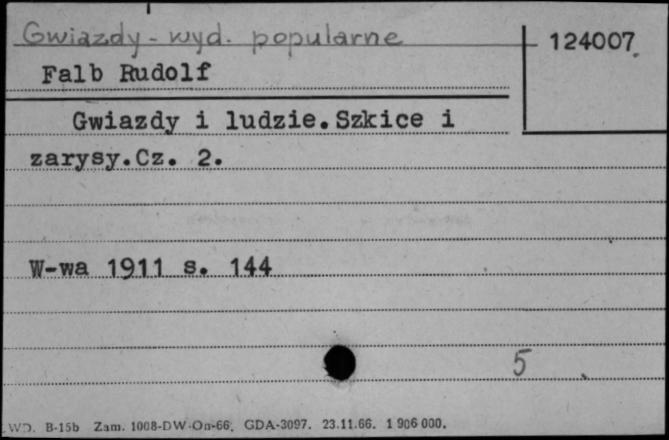 Gwiazdy - wyd. popularne
124007
Falb Rudolf
Gwiazdy i ludzie.Szkice i
zarysy.Cz. 2.
W-wa 1911 s. 144
5
WD. B-15b Zam. 1008-DW-On-66. GDA-3097. 23.11.66. 1 906 000.